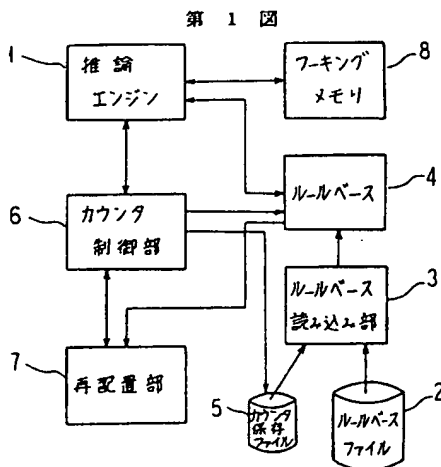 第 1 図
1
推論
エンジン
フーキング
メモリ
8
4
ルールベース
6
カウンタ
制御部
ルールベース
読み込み部
3
7
再配置部
5
カウンタ
保存
ファイル
ルールベース
ファイル
2